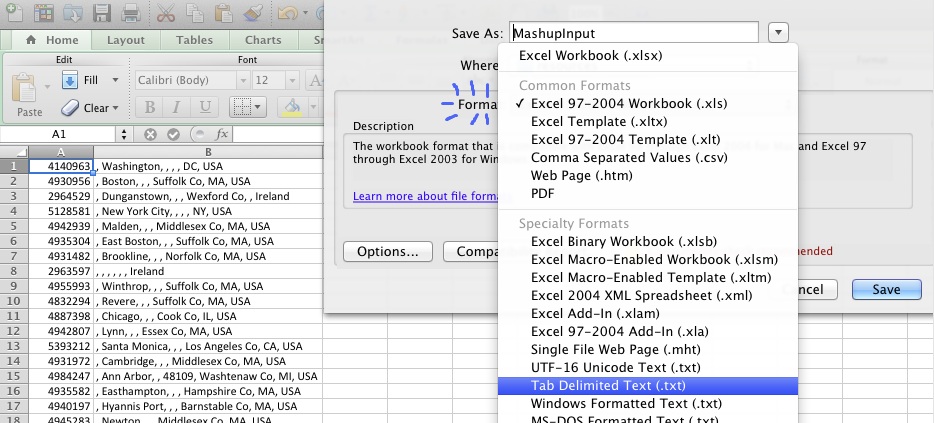 Save As: MashupInput
Home Layout Tables Charts
Where
Edit Font
Fill Calibri (Body) 12 A
Paste Clear B I U
A1 fx
A B
1 4140963 , Washington, , , , DC, USA
2 4930956 , Boston, , , Suffolk Co, MA, USA
3 2964529 , Dunganstown, , , Wexford Co, , Ireland
4 5128581 , New York City, , , , NY, USA
5 4942939 , Malden, , , Middlesex Co, MA, USA
6 4935304 , East Boston, , , Suffolk Co, MA, USA
7 4931482 , Brookline, , , Norfolk Co, MA, USA
8 2963597 , , , , , , Ireland
9 4955993 , Winthrop, , , Suffolk Co, MA, USA
10 4832294 , Revere, , , Suffolk Co, MA, USA
11 4887398 , Chicago, , , Cook Co, IL, USA
12 4942807 , Lynn, , , Essex Co, MA, USA
13 5393212 , Santa Monica, , , Los Angeles Co, CA, USA
14 4931972 , Cambridge, , , Middlesex Co, MA, USA
15 4984247 , Ann Arbor, , 48109, Washtenaw Co, MI, USA
16 4935582 , Easthampton, , , Hampshire Co, MA, USA
17 4940197 , Hyannis Port, , , Barnstable Co, MA, USA
18 4945283 , Newton, , , Middlesex Co, MA, USA
Forma
Description
The workbook format that i
and Excel 97
through Excel 2003 for Win
Learn more about file forma
Options... Compa
ended
ncel Save
Excel Workbook (.xlsx)
Common Formats
✓ Excel 97-2004 Workbook (.xls)
Excel Template (.xltx)
Excel 97-2004 Template (.xlt)
Comma Separated Values (.csv)
Web Page (.htm)
PDF
Specialty Formats
Excel Binary Workbook (.xlsb)
Excel Macro-Enabled Workbook (.xlsm)
Excel Macro-Enabled Template (.xltm)
Excel 2004 XML Spreadsheet (.xml)
Excel Add-In (.xlam)
Excel 97-2004 Add-In (.xla)
Single File Web Page (.mht)
UTF-16 Unicode Text (.txt)
Tab Delimited Text (.txt)
Windows Formatted Text (.txt)
MS-DOS Formatted Text (.txt)